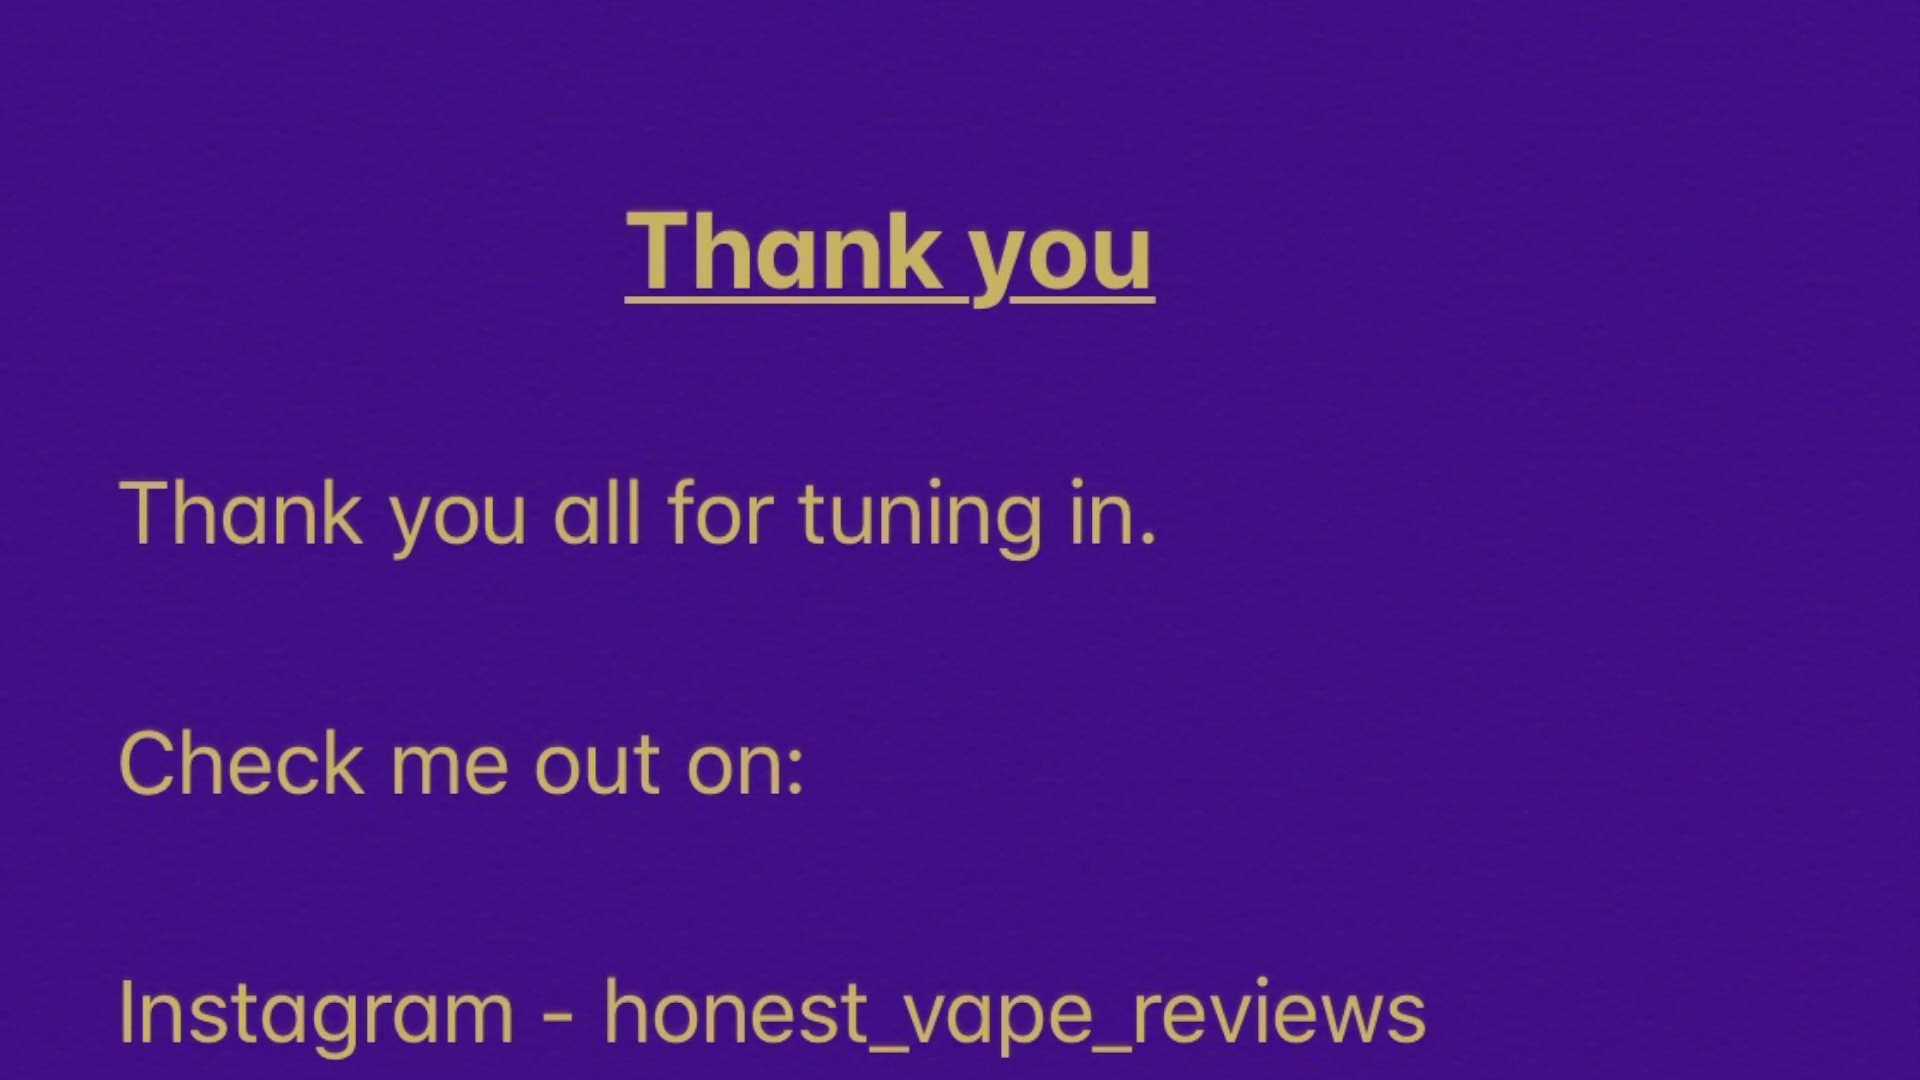 Thank you
Thank you all for tuning in.
Check me out on:
Instagram - honest_vape_reviews